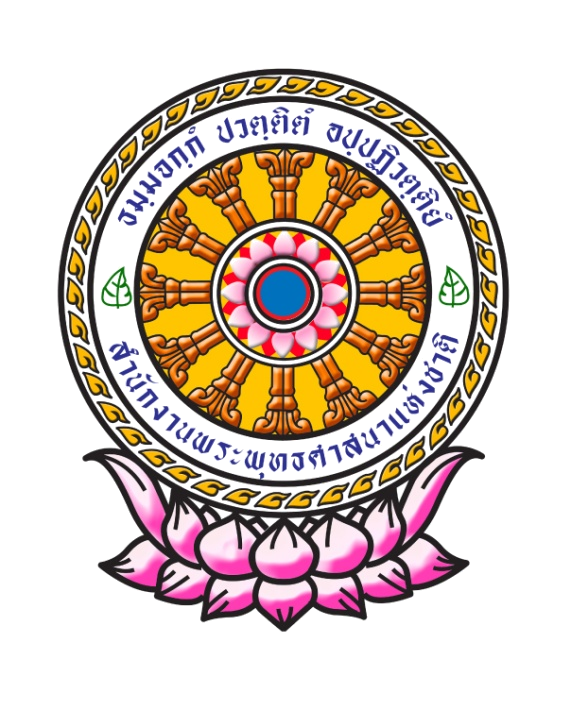 ธมฺมจกฺกํ ปวตฺติตํ อปฺปฏิวตฺติยํ
สำนักงานพระพุทธศาสนาแห่งชาติ